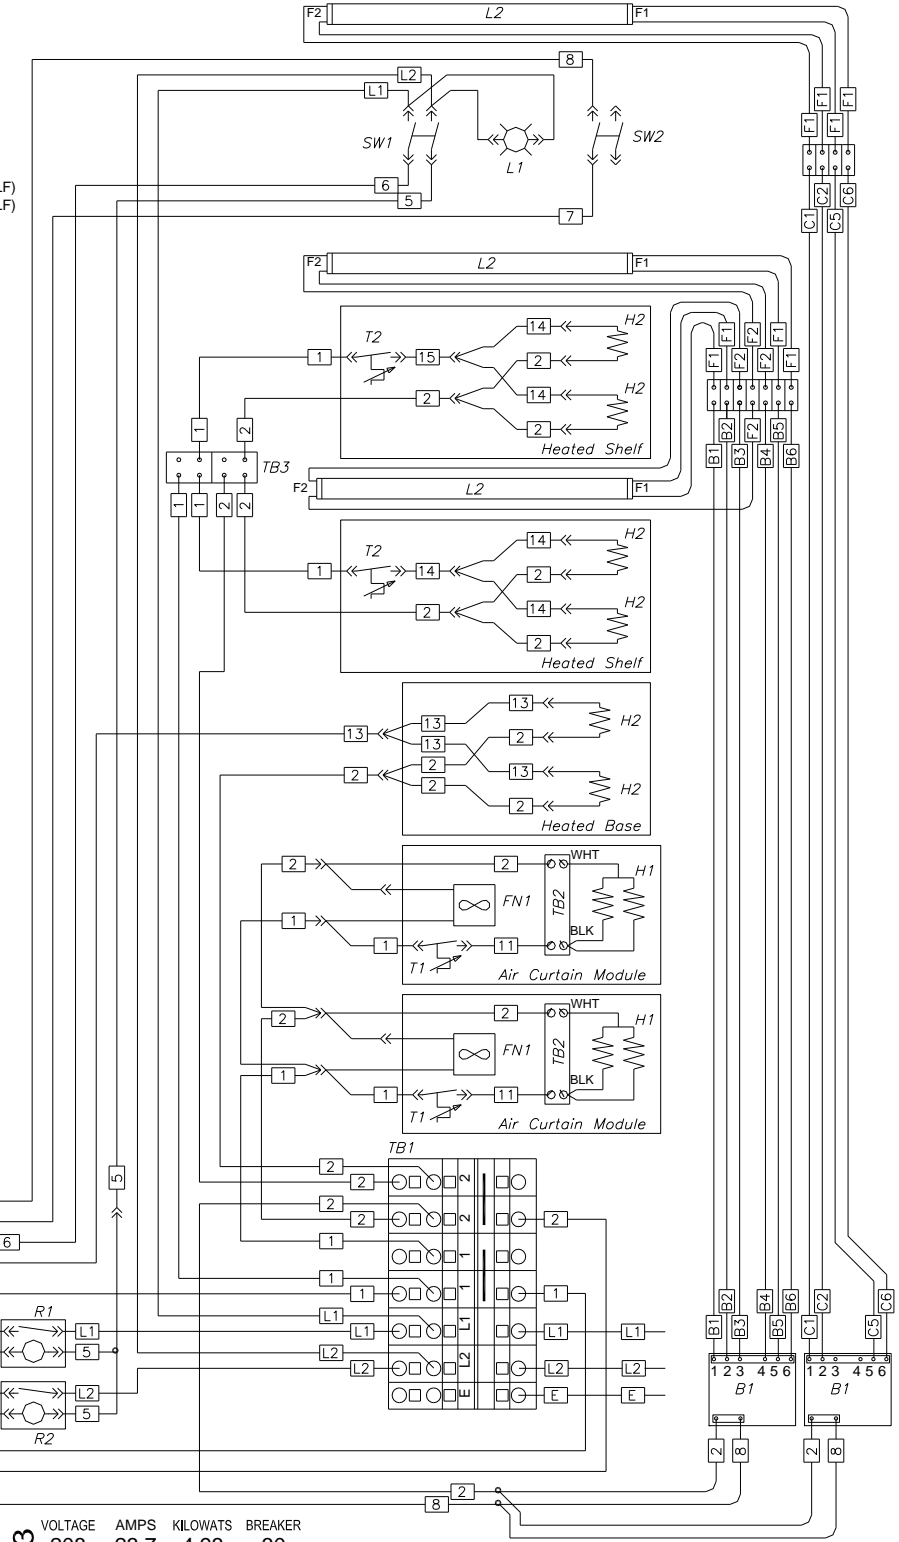 F2 L2 F1
8
L2
L1
F1 F1 F1 F1
SW1 L1 SW2
LF)
LF)
6
5
7
C1 C2 C5 C6
F2 L2 F1
T2 14 H2
1 15 2
14 H2
2
2
Heated Shelf
F1 F1 F2 F2 F2 F1 F1
B1 B2 B3 F2 B4 B5 B6
1 2
TB3
1 1 2 2
F2 L2 F1
T2 14 H2
1 14 2
14 H2
2
2
Heated Shelf
13 13 13 H2
13 2
2 2 13 H2
2 2
Heated Base
2 2 WHT H1
FN1 TB2
1 BLK
1 T1 11
Air Curtain Module
2 2 WHT H1
FN1 TB2
1 BLK
1 T1 11
Air Curtain Module
TB1
5
2 2
2
2 2 2
2
6
1 1
1 1 1
1
R1 L1 L1
L1 L1 L1 L1
5
L2 L2
L2 L2 L2 L2
5 E E E
R2
B1 B2 B3 B4 B5 B6 C1 C2 C5 C6
1 2 3 4 5 6 1 2 3 4 5 6
B1 B1
2 8 2 8
2
8
3
VOLTAGE AMPS KILOWATS BREAKER